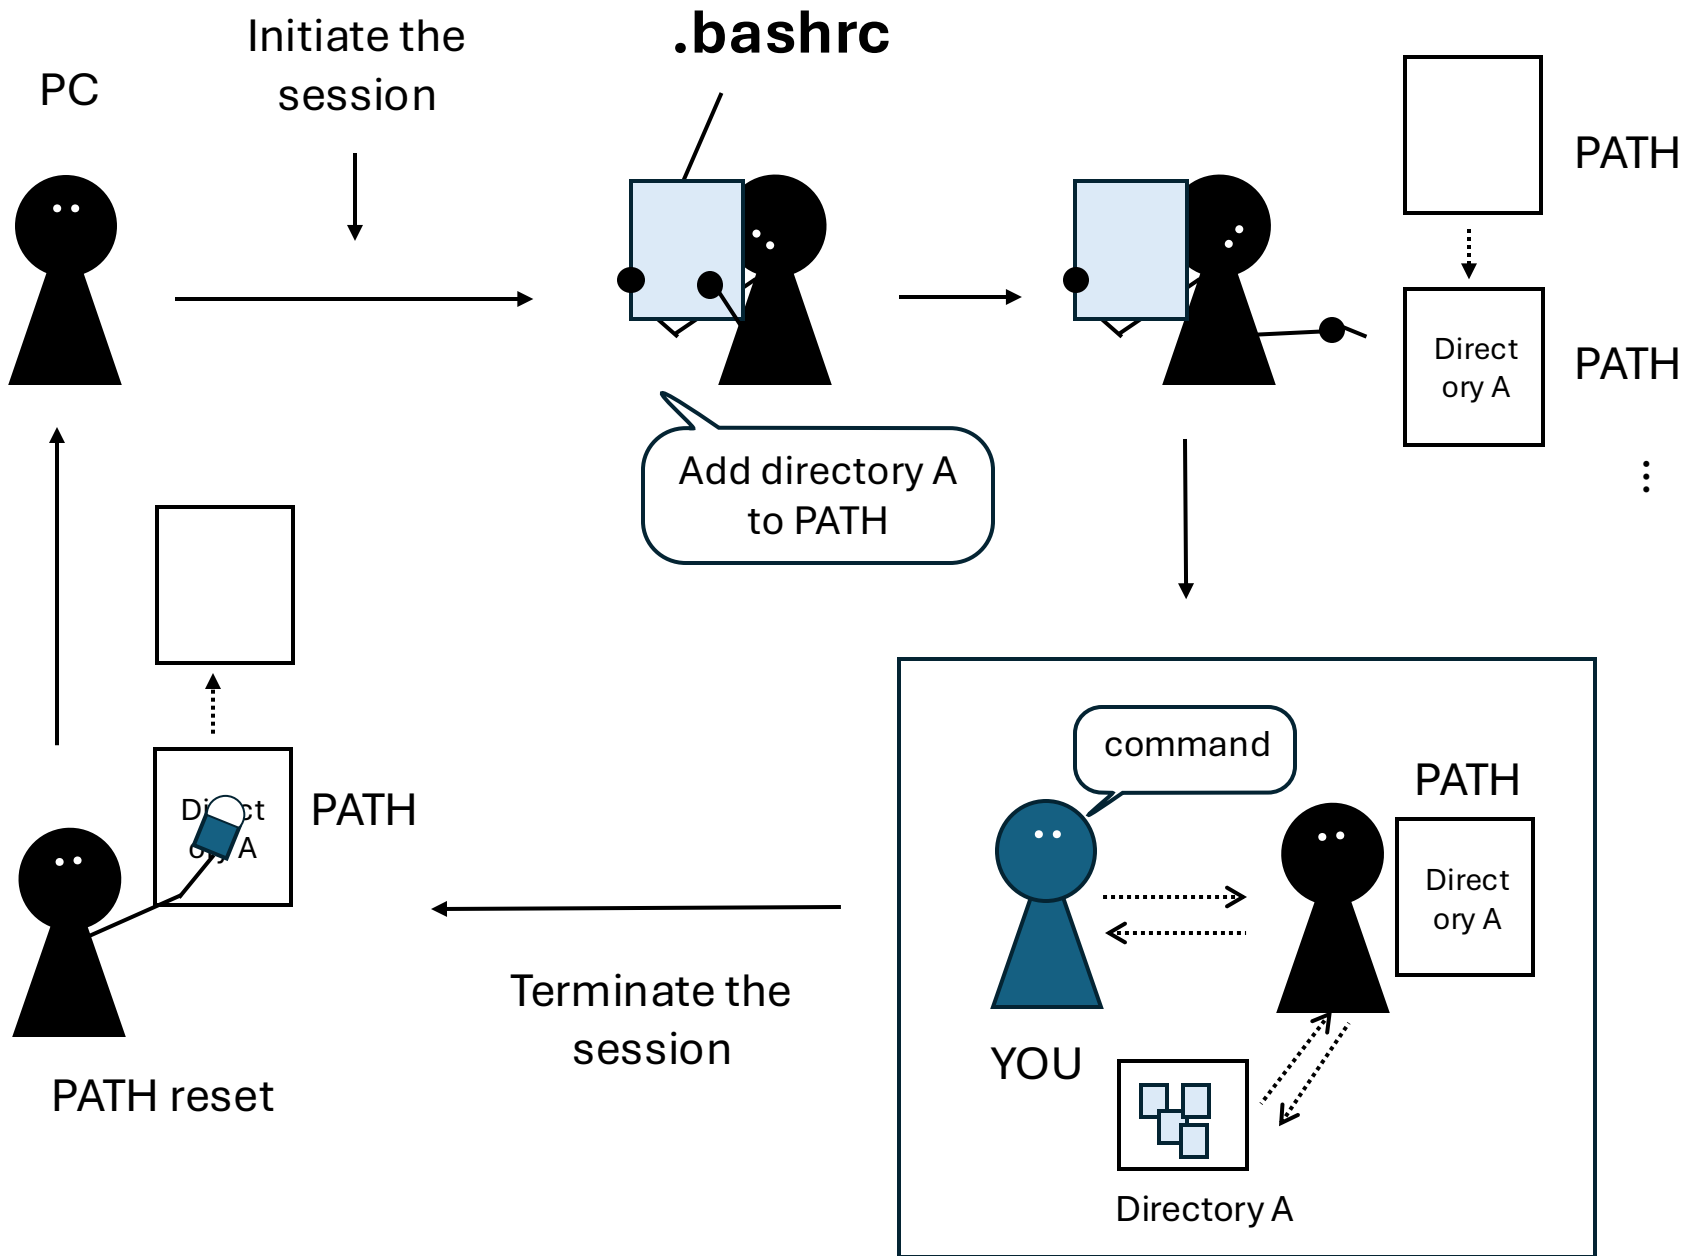 Initiate the
session
.bashrc
PC
PATH
Direct
ory A
PATH
⋮
Add directory A
to PATH
command
PATH
Direct
ory A
YOU
Directory A
Terminate the
session
PATH
ory A
PATH reset